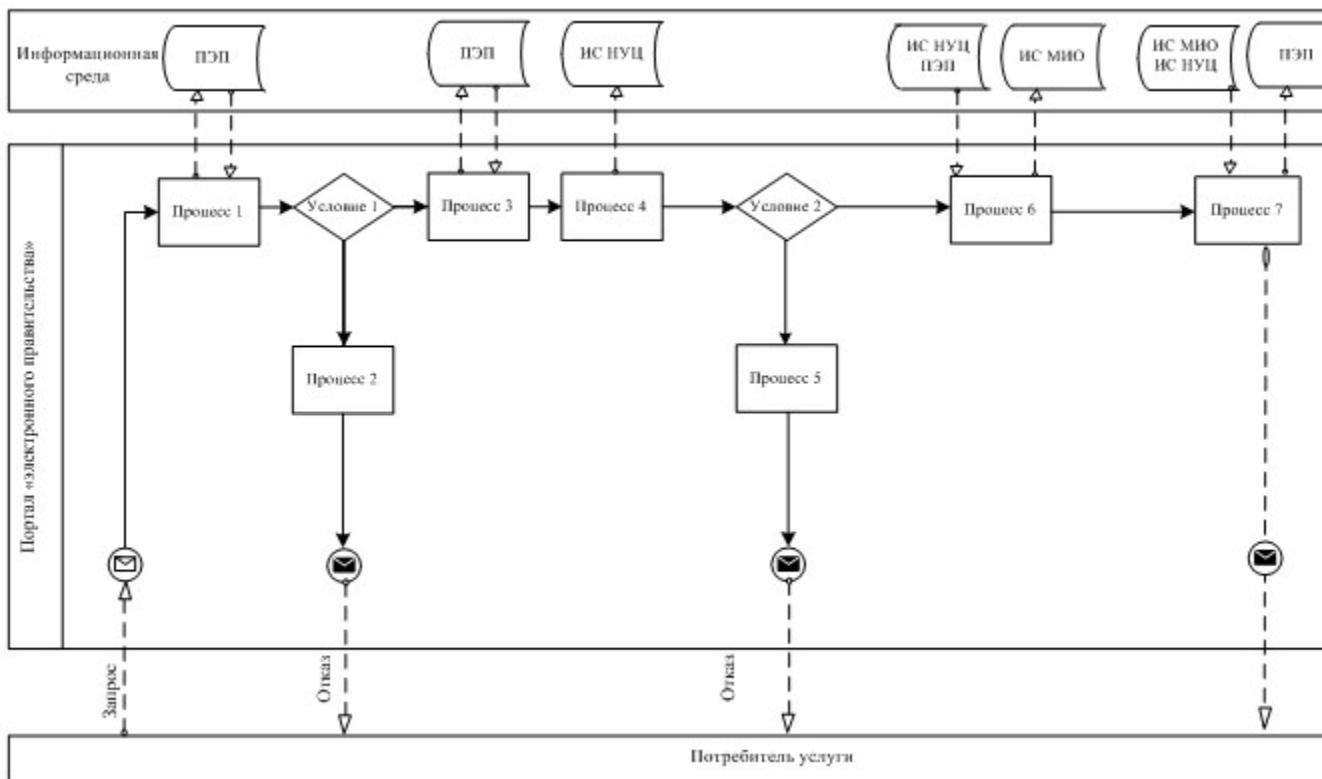 Информационная
среда
ПЭП
ПЭП
ИС НУЦ
ИС НУЦ
ПЭП
ИС МИО
ИС МИО
ИС НУЦ
ПЭП
Портал «электронного правительства»
Процесс 1
Условие 1
Процесс 3
Процесс 4
Условие 2
Процесс 6
Процесс 7
Процесс 2
Процесс 5
Запрос
Отказ
Отказ
Потребитель услуги